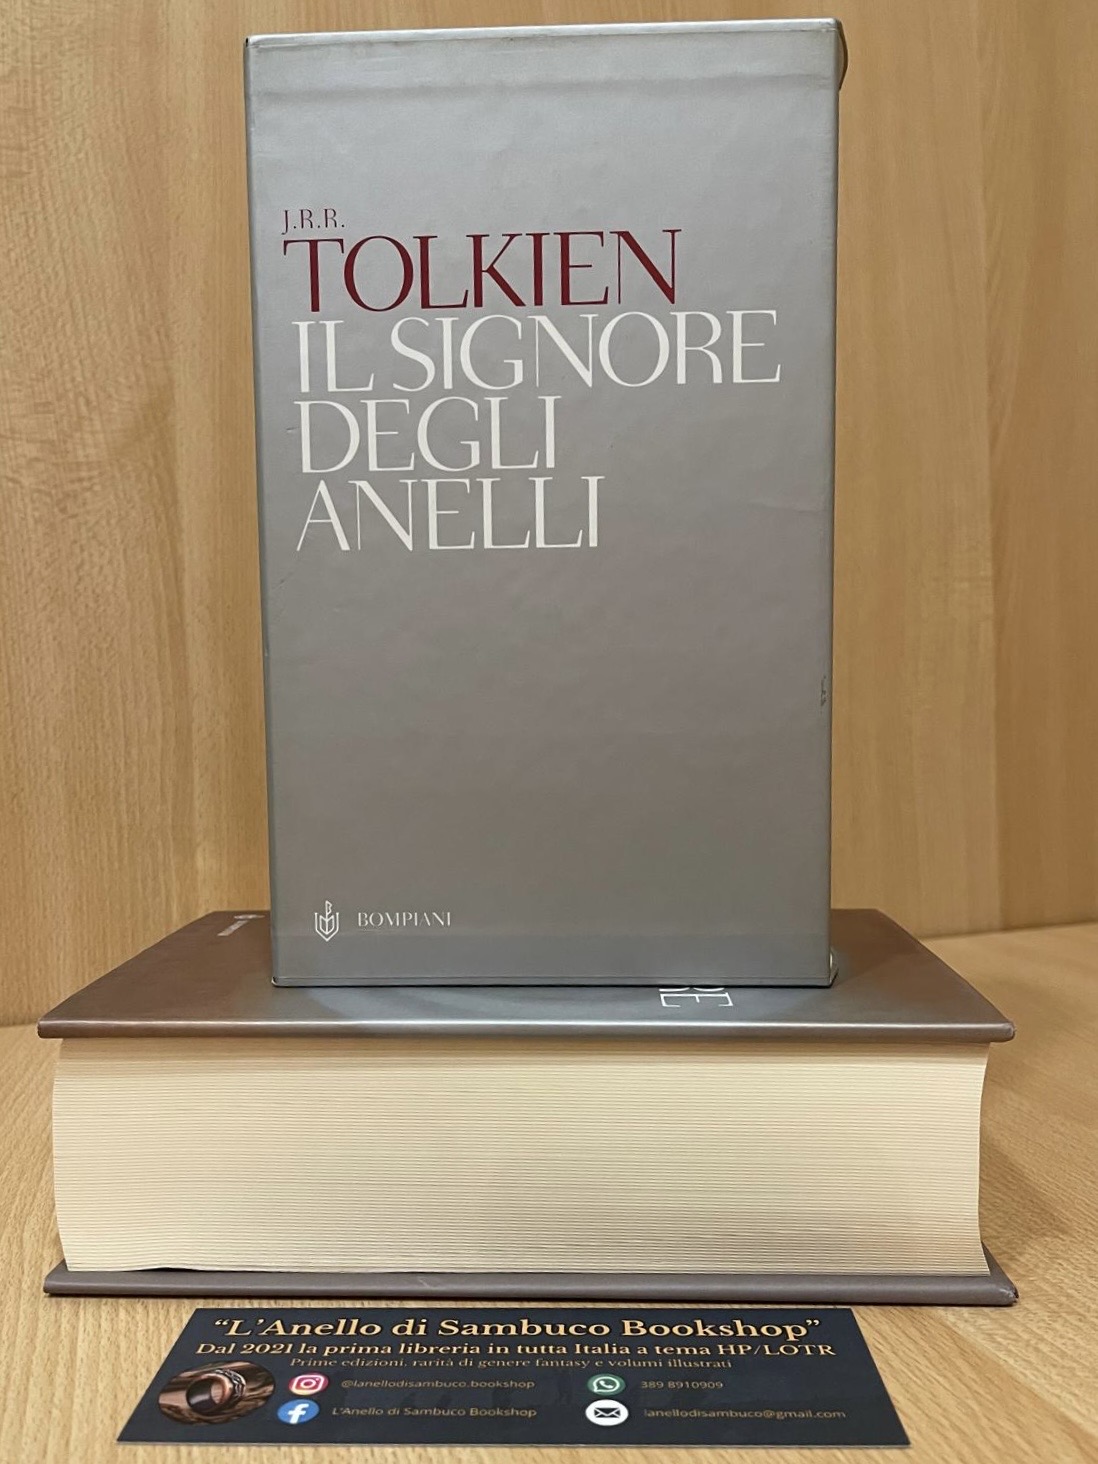 J.R.R.
TOLKIEN
IL SIGNORE
DEGLI
ANELLI
BOMPIANI
“L’Anello di Sambuco Bookshop”
Dal 2021 la prima libreria in tutta Italia a tema HP/LOTR
Prime edizioni, rarità di genere fantasy e volumi illustrati
@lanellodisambuco.bookshop
389 8910909
L'Anello di Sambuco Bookshop
lanellodisambuco@gmail.com